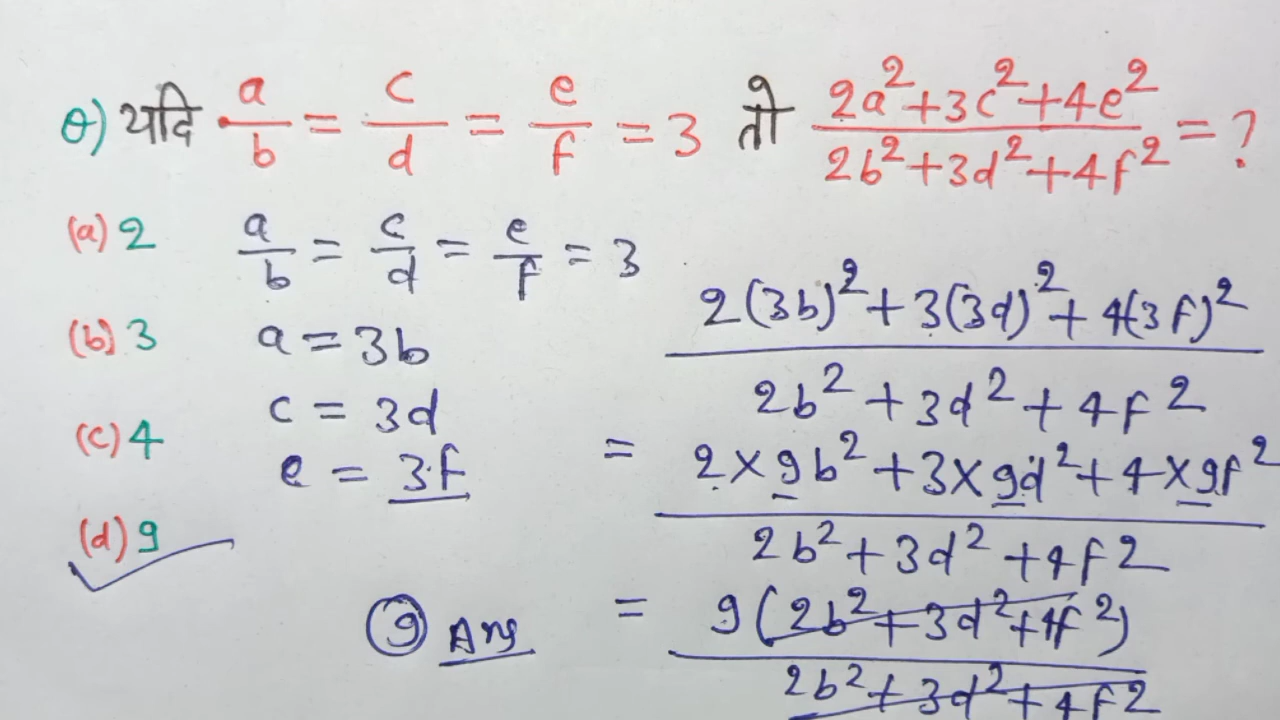 Q) यदि a/b = c/d = e/f = 3 तो (2a²+3c²+4e²)/(2b²+3d²+4f²) = ?
(a) 2
a/b = c/d = e/f = 3
(b) 3
a = 3b
(c) 4
c = 3d
e = 3f
(d) 9
(2(3b)²+3(3d)²+4(3f)²)/(2b²+3d²+4f²)
= (2×9b²+3×9d²+4×9f²)/(2b²+3d²+4f²)
= 9(2b²+3d²+4f²)/(2b²+3d²+4f²)
9 Ans